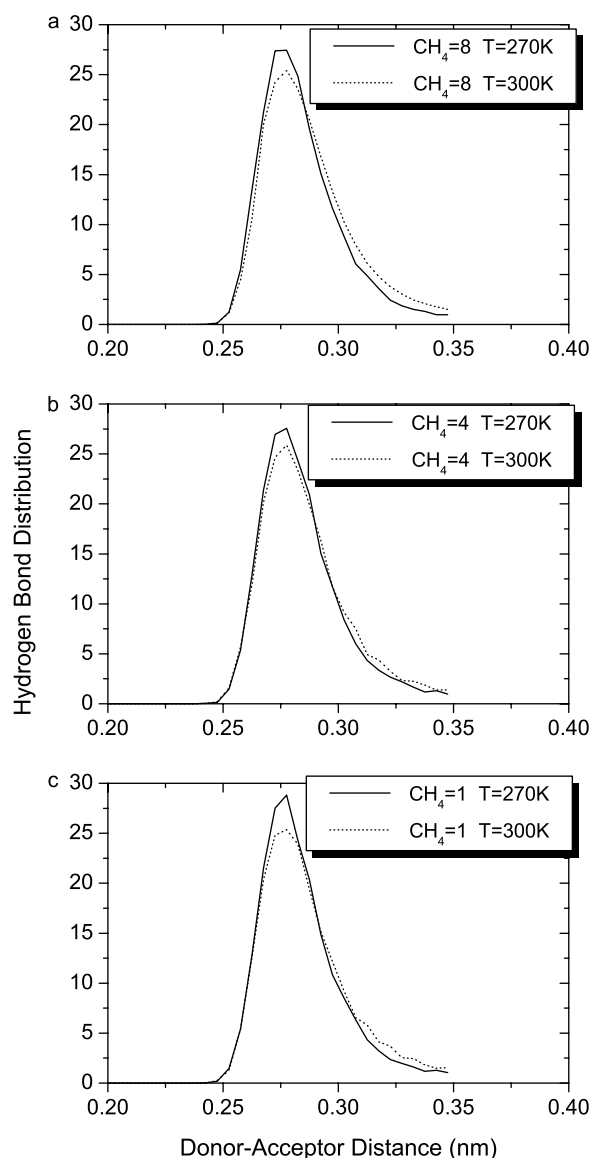 a
30
25
20
15
10
5
0
CH4=8 T=270K
CH4=8 T=300K
0.20 0.25 0.30 0.35 0.40
b
30
25
20
15
10
5
0
CH4=4 T=270K
CH4=4 T=300K
0.20 0.25 0.30 0.35 0.40
Hydrogen Bond Distribution
c
30
25
20
15
10
5
0
CH4=1 T=270K
CH4=1 T=300K
0.20 0.25 0.30 0.35 0.40
Donor-Acceptor Distance (nm)